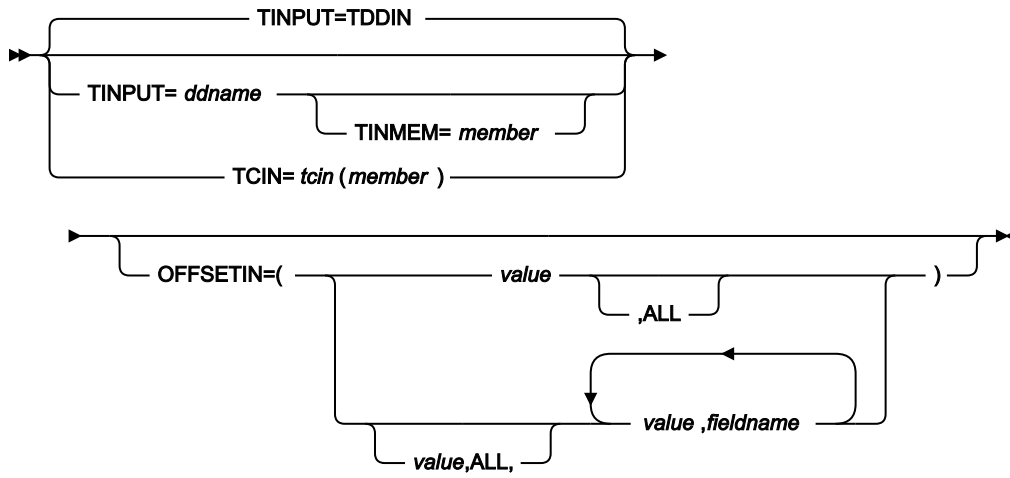 TINPUT=TDDIN
TINPUT= ddname
TINMEM= member
TCIN= tcin (member )
OFFSETIN=( value )
,ALL
value ,fieldname
value,ALL,